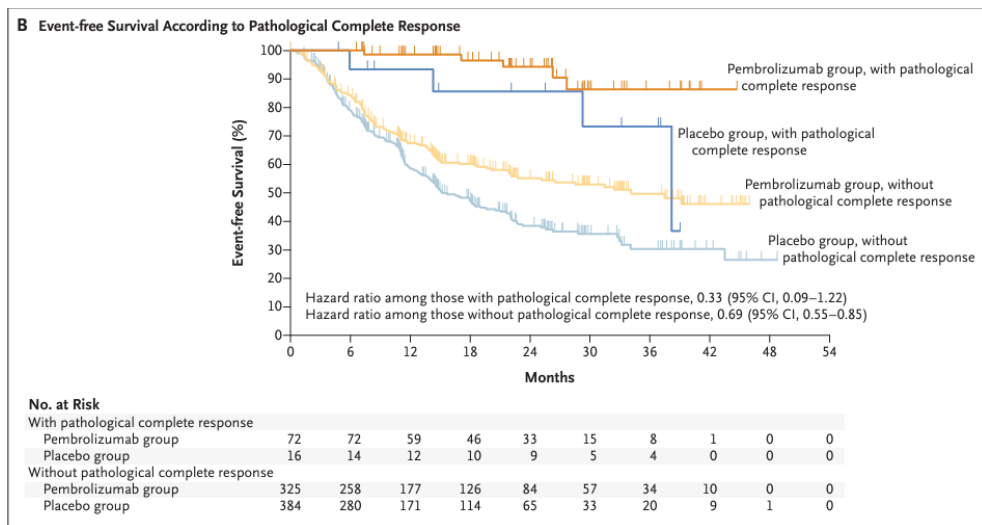 B Event-free Survival According to Pathological Complete Response
100
90
80
70
60
50
40
30
20
10
0
Event-free Survival (%)
Pembrolizumab group, with pathological
complete response
Placebo group, with pathological
complete response
Pembrolizumab group, without
pathological complete response
Placebo group, without
pathological complete response
Hazard ratio among those with pathological complete response, 0.33 (95% CI, 0.09–1.22)
Hazard ratio among those without pathological complete response, 0.69 (95% CI, 0.55–0.85)
0 6 12 18 24 30 36 42 48 54
Months
No. at Risk
With pathological complete response
Pembrolizumab group 72 72 59 46 33 15 8 1 0 0
Placebo group 16 14 12 10 9 5 4 0 0 0
Without pathological complete response
Pembrolizumab group 325 258 177 126 84 57 34 10 0 0
Placebo group 384 280 171 114 65 33 20 9 1 0